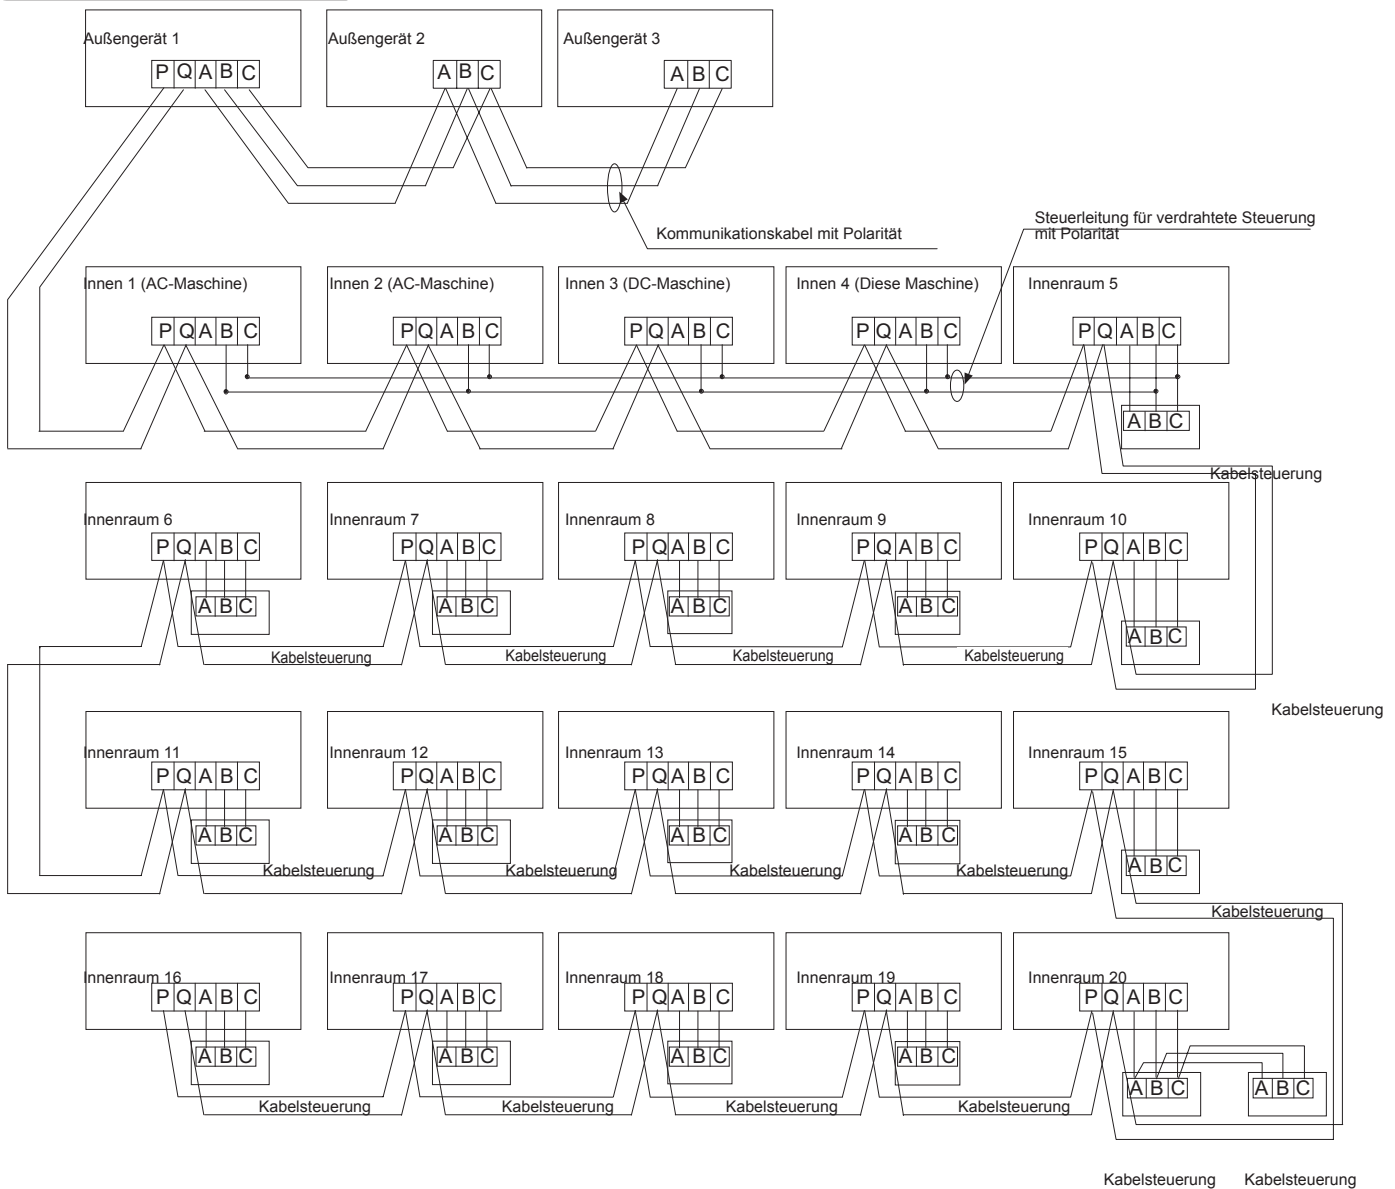 Außengerät 1 Außengerät 2 Außengerät 3
P Q A B C A B C A B C
Steuerleitung für verdrahtete Steuerung
mit Polarität
Kommunikationskabel mit Polarität
Innen 1 (AC-Maschine) Innen 2 (AC-Maschine) Innen 3 (DC-Maschine) Innen 4 (Diese Maschine) Innenraum 5
P Q A B C P Q A B C P Q A B C P Q A B C P Q A B C
A B C
Kabelsteuerung
Innenraum 6 Innenraum 7 Innenraum 8 Innenraum 9 Innenraum 10
P Q A B C P Q A B C P Q A B C P Q A B C P Q A B C
A B C A B C A B C A B C A B C
Kabelsteuerung Kabelsteuerung Kabelsteuerung Kabelsteuerung
Kabelsteuerung
Innenraum 11 Innenraum 12 Innenraum 13 Innenraum 14 Innenraum 15
P Q A B C P Q A B C P Q A B C P Q A B C P Q A B C
A B C A B C A B C A B C A B C
Kabelsteuerung Kabelsteuerung Kabelsteuerung Kabelsteuerung
Kabelsteuerung
Innenraum 16 Innenraum 17 Innenraum 18 Innenraum 19 Innenraum 20
P Q A B C P Q A B C P Q A B C P Q A B C P Q A B C
A B C A B C A B C A B C A B C A B C
Kabelsteuerung Kabelsteuerung Kabelsteuerung Kabelsteuerung
Kabelsteuerung Kabelsteuerung